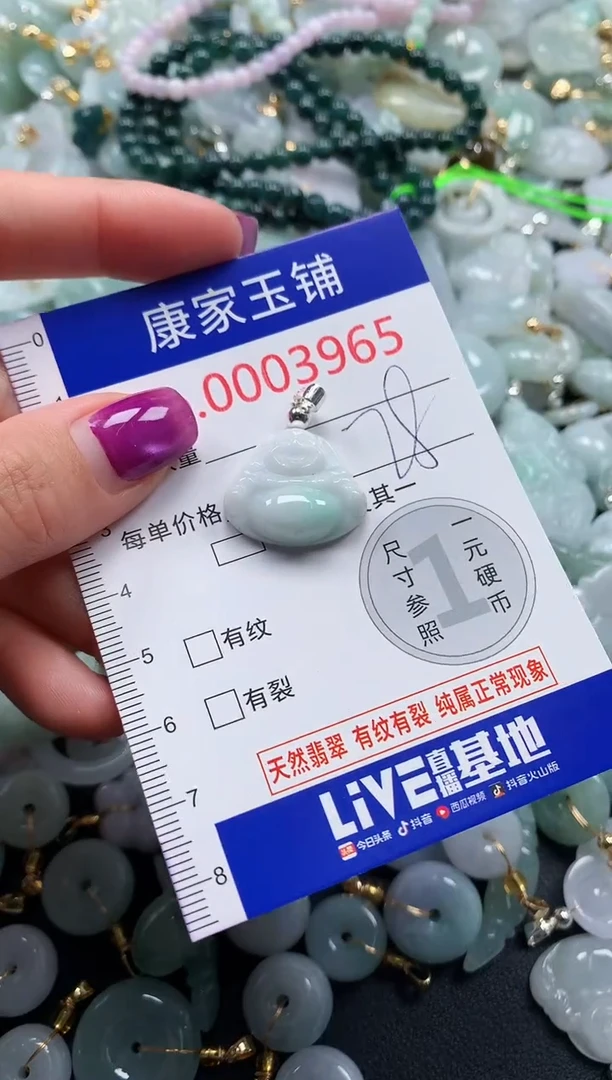 康家玉铺
.0003965
量
28
每单价格
其一
尺寸参照
1
一元硬币
有纹
有裂
天然翡翠 有纹有裂 纯属正常现象
LiVE直播基地
今日头条 抖音 西瓜视频 抖音火山版
0
4
5
6
7
8